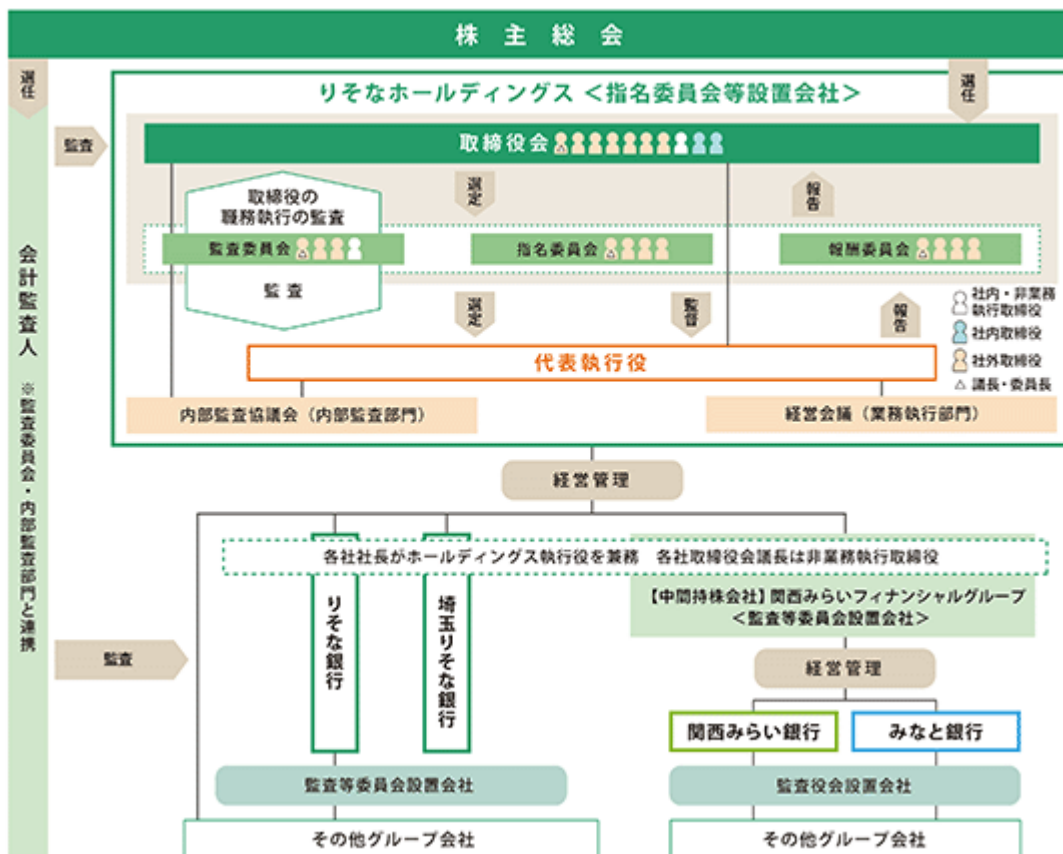 株主総会
選任
選任
りそなホールディングス <指名委員会等設置会社>
監査
取締役会
取締役の
職務執行の監査
選定
報告
監査委員会
指名委員会
報酬委員会
監査
選定
監督
報告
社内・非業務
執行取締役
社内取締役
社外取締役
△ 議長・委員長
代表執行役
内部監査協議会（内部監査部門）
経営会議（業務執行部門）
会計監査人 ※監査委員会・内部監査部門と連携
経営管理
各社社長がホールディングス執行役を兼務 各社取締役会議長は非業務執行取締役
りそな銀行
埼玉りそな銀行
【中間持株会社】関西みらいフィナンシャルグループ
<監査等委員会設置会社>
監査
経営管理
関西みらい銀行
みなと銀行
監査等委員会設置会社
監査役会設置会社
その他グループ会社
その他グループ会社